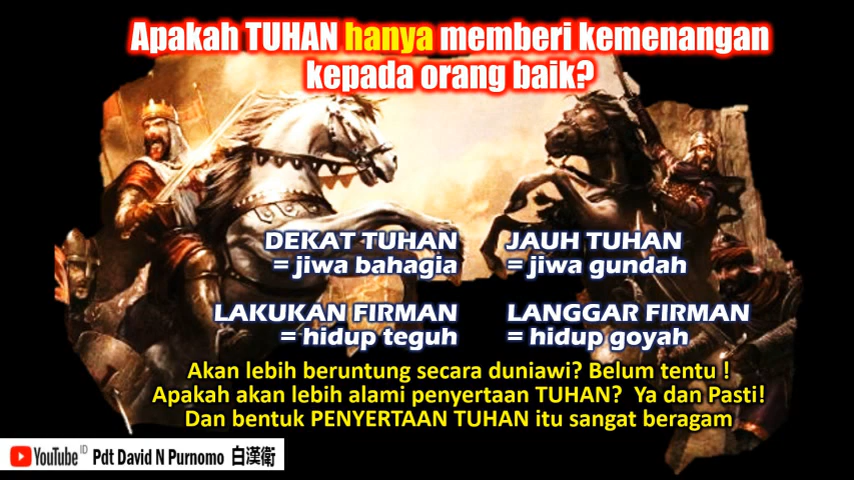 Apakah TUHAN hanya memberi kemenangan
kepada orang baik?
DEKAT TUHAN
= jiwa bahagia
JAUH TUHAN
= jiwa gundah
LAKUKAN FIRMAN
= hidup teguh
LANGGAR FIRMAN
= hidup goyah
Akan lebih beruntung secara duniawi? Belum tentu !
Apakah akan lebih alami penyertaan TUHAN? Ya dan Pasti!
Dan bentuk PENYERTAAN TUHAN itu sangat beragam
YouTube ID Pdt David N Purnomo 白漢衛